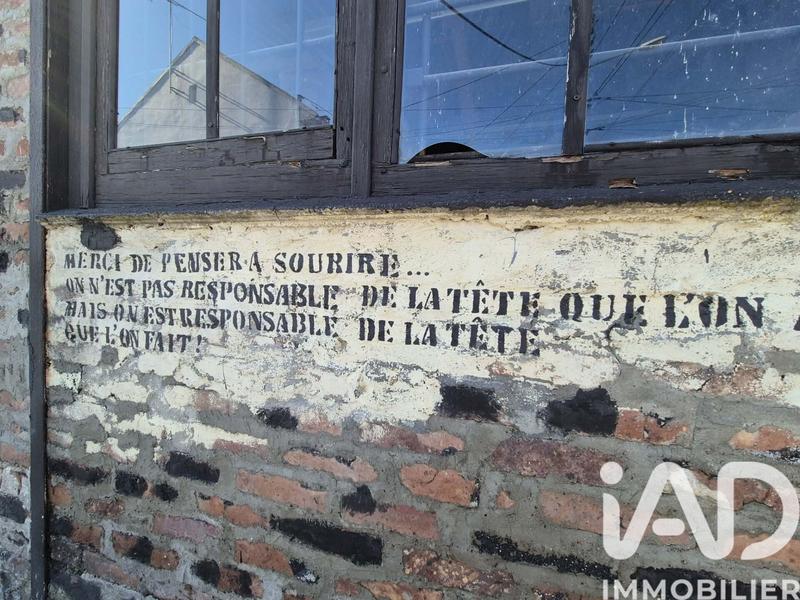 MERCI DE PENSER A SOURIRE...
ON N'EST PAS RESPONSABLE DE LA TÊTE QUE L'ON
MAIS ON EST RESPONSABLE DE LA TÊTE
QUE L'ON FAIT!
iAD
IMMOBILIER